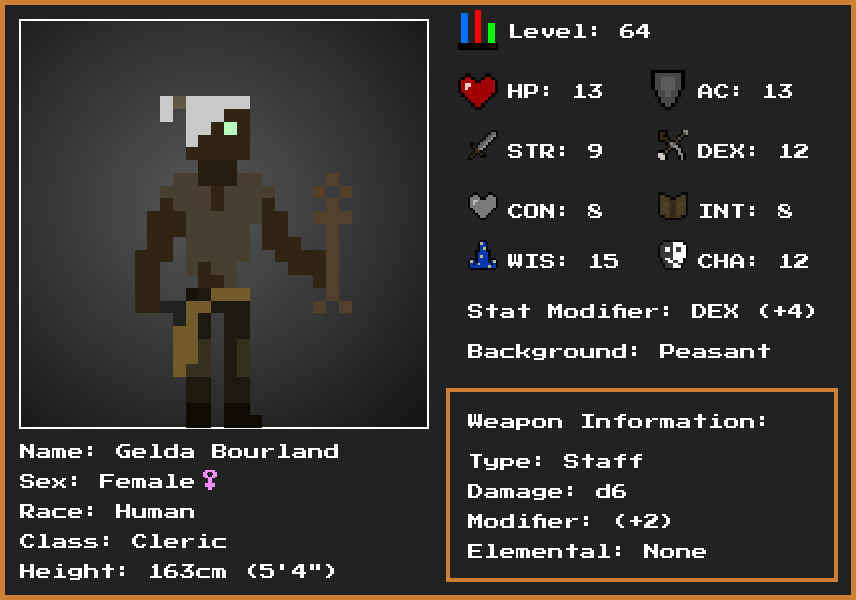 Level: 64
HP: 13 AC: 13
STR: 9 DEX: 12
CON: 8 INT: 8
WIS: 15 CHA: 12
Stat Modifier: DEX (+4)
Background: Peasant
Weapon Information:
Type: Staff
Damage: d6
Modifier: (+2)
Elemental: None
Name: Gelda Bourland
Sex: Female♀
Race: Human
Class: Cleric
Height: 163cm (5'4")